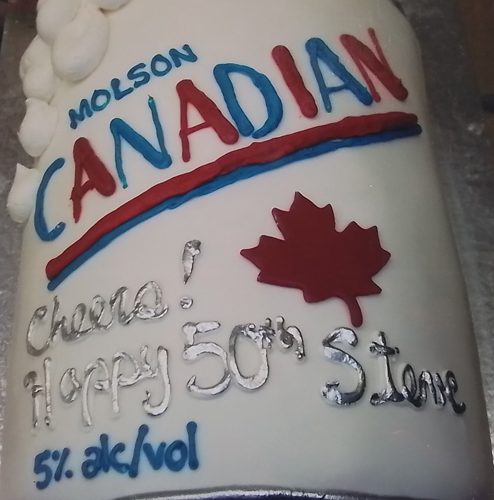 MOLSON
CANADIAN
Cheers!
Happy 50th Steve
5% alc/vol